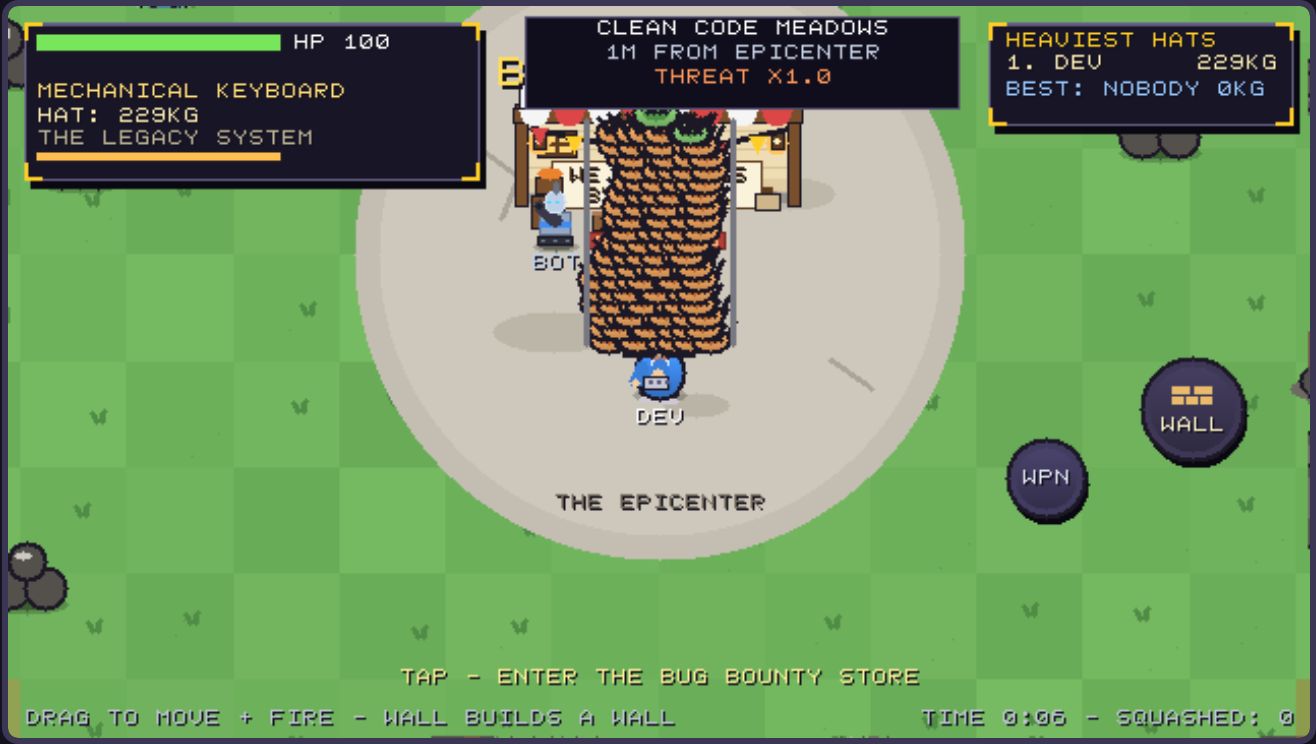 HP 100
MECHANICAL KEYBOARD
HAT: 229KG
THE LEGACY SYSTEM
CLEAN CODE MEADOWS
1M FROM EPICENTER
THREAT X1.0
HEAVIEST HATS
1. DEV 229KG
BEST: NOBODY 0KG
BOT
DEV
WALL
WPN
THE EPICENTER
TAP - ENTER THE BUG BOUNTY STORE
DRAG TO MOVE + FIRE - WALL BUILDS A WALL
TIME 0:06 - SQUASHED: 0